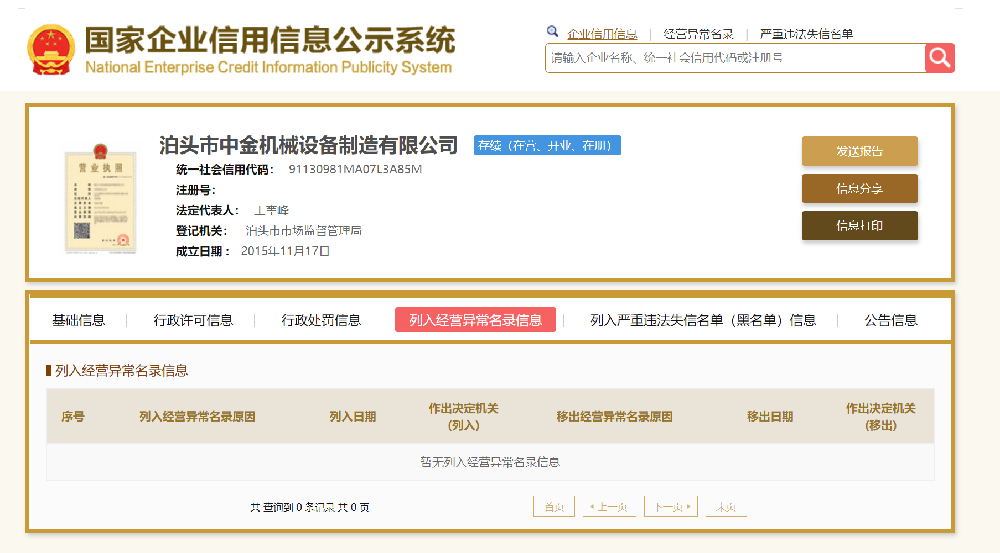 国家企业信用信息公示系统
National Enterprise Credit Information Publicity System
企业信用信息 | 经营异常名录 | 严重违法失信名单
请输入企业名称、统一社会信用代码或注册号
泊头市中金机械设备制造有限公司
存续（在营、开业、在册）
营业执照
统一社会信用代码： 91130981MA07L3A85M
注册号：
法定代表人： 王奎峰
登记机关： 泊头市市场监督管理局
成立日期： 2015年11月17日
发送报告
信息分享
信息打印
基础信息 行政许可信息 行政处罚信息 列入经营异常名录信息 列入严重违法失信名单（黑名单）信息 公告信息
列入经营异常名录信息
序号 列入经营异常名录原因 列入日期 作出决定机关(列入) 移出经营异常名录原因 移出日期 作出决定机关(移出)
暂无列入经营异常名录信息
共 查询到 0 条记录 共 0 页
首页 上一页 下一页 末页